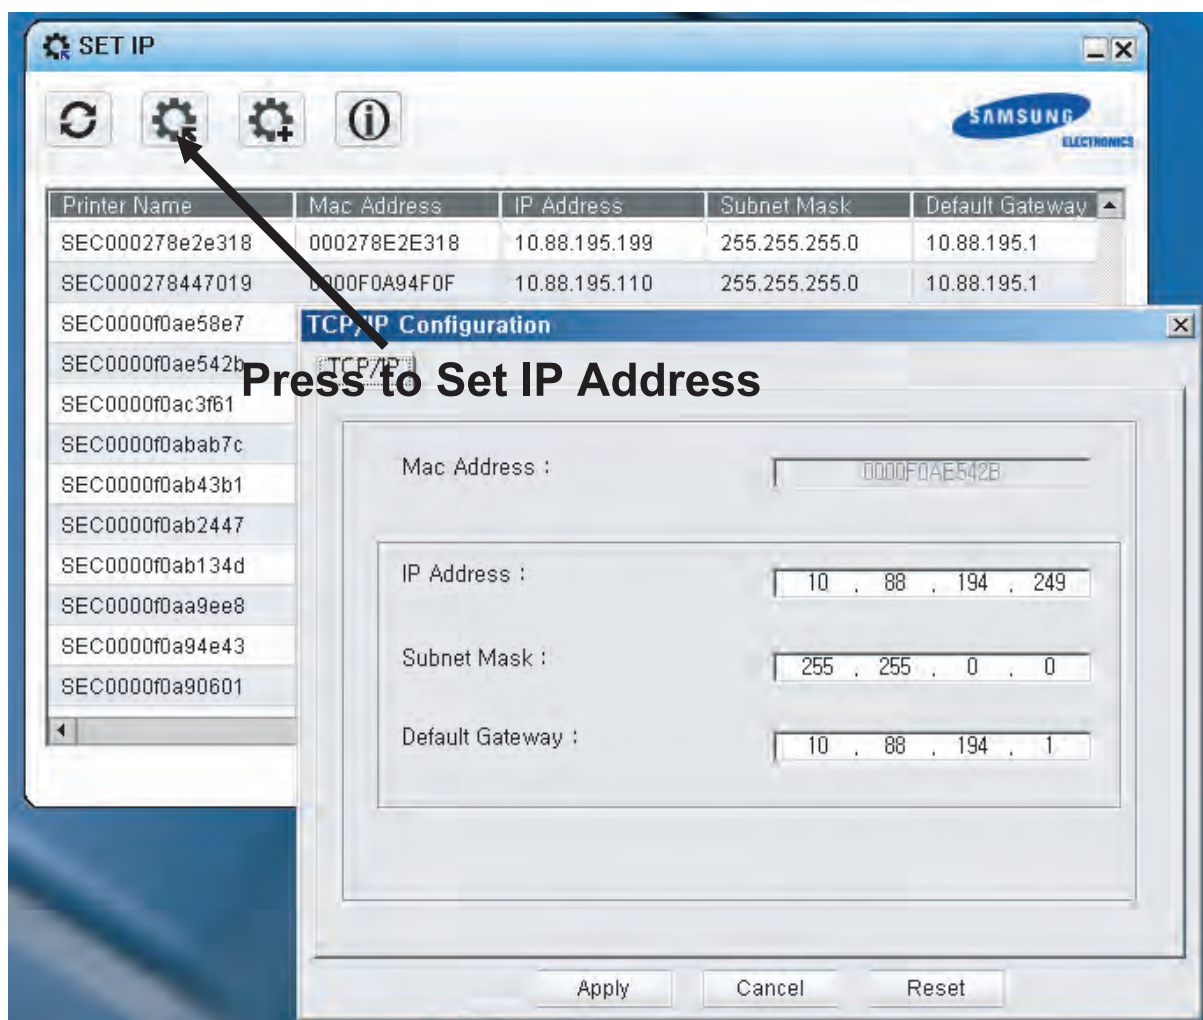 SET IP
SAMSUNG
ELECTRONICS
Printer Name Mac Address IP Address Subnet Mask Default Gateway
SEC000278e2e318 000278E2E318 10.88.195.199 255.255.255.0 10.88.195.1
SEC000278447019 0000F0A94F0F 10.88.195.110 255.255.255.0 10.88.195.1
SEC0000f0ae58e7
SEC0000f0ae542b
SEC0000f0ac3f61
SEC0000f0abab7c
SEC0000f0ab43b1
SEC0000f0ab2447
SEC0000f0ab134d
SEC0000f0aa9ee8
SEC0000f0a94e43
SEC0000f0a90601
TCP/IP Configuration
TCP/IP
Press to Set IP Address
Mac Address : 0000F0AE542B
IP Address : 10 . 88 . 194 . 249
Subnet Mask : 255 . 255 . 0 . 0
Default Gateway : 10 . 88 . 194 . 1
Apply Cancel Reset